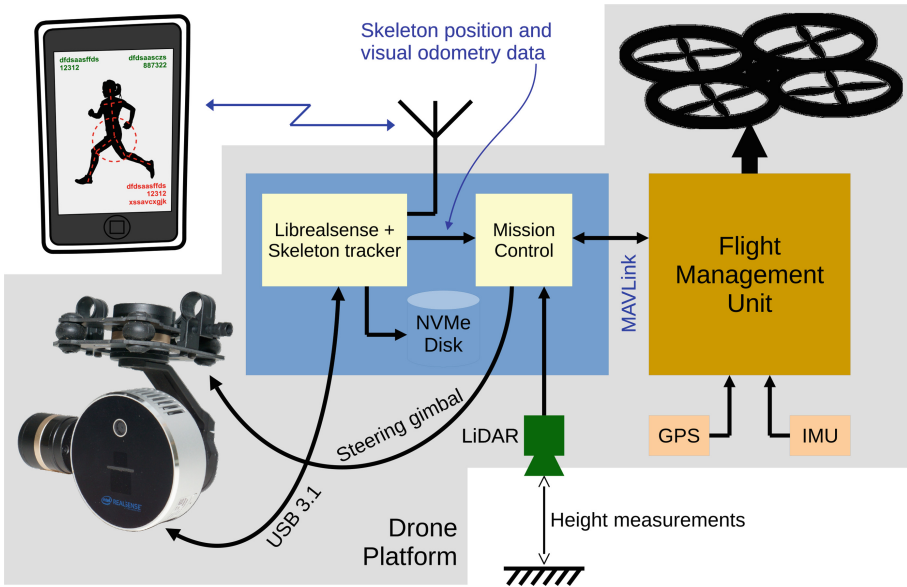 Skeleton position and
visual odometry data
dfdsaasffds
12312
dfdsaasczs
887322
dfdsaasffds
12312
xssavcxgjk
Librealsense +
Skeleton tracker
Mission
Control
NVMe
Disk
MAVLink
Flight
Management
Unit
GPS
IMU
LiDAR
Steering gimbal
USB 3.1
Height measurements
Drone
Platform
REALSENSE